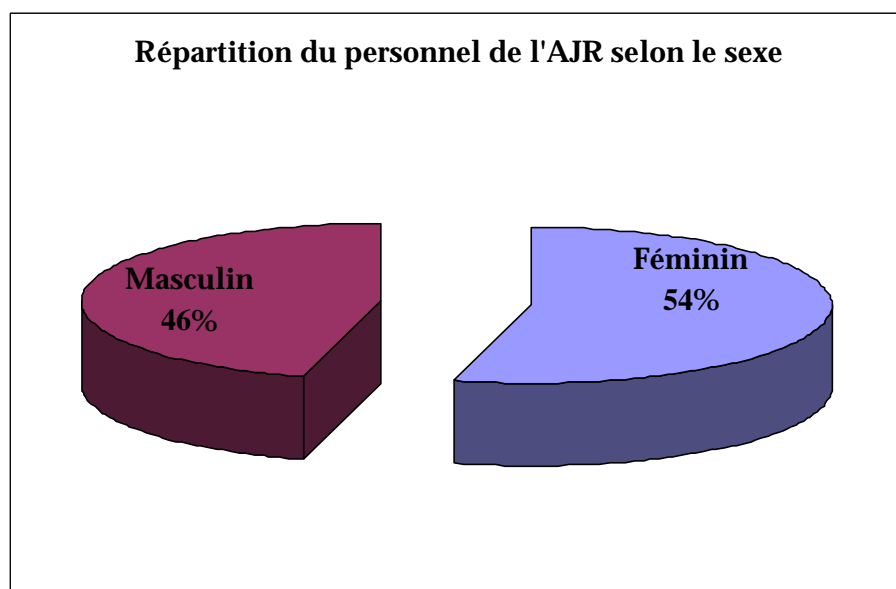 Répartition du personnel de l'AJR selon le sexe
Masculin
46%
Féminin
54%